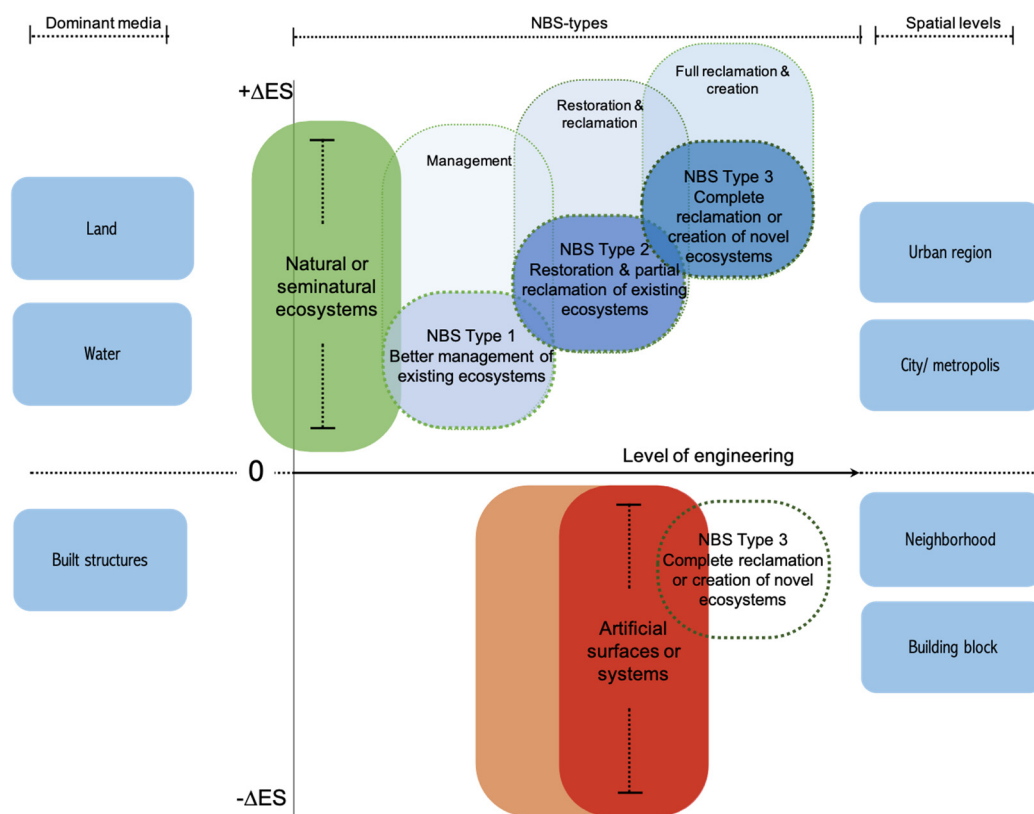 Dominant media
NBS-types
Spatial levels
+ΔES
Full reclamation &
creation
Restoration &
reclamation
Management
Land
Water
Natural or
seminatural
ecosystems
NBS Type 1
Better management of
existing ecosystems
NBS Type 2
Restoration & partial
reclamation of existing
ecosystems
NBS Type 3
Complete
reclamation or
creation of novel
ecosystems
Urban region
City/ metropolis
0
Level of engineering
Built structures
Artificial
surfaces or
systems
NBS Type 3
Complete reclamation
or creation of novel
ecosystems
Neighborhood
Building block
-ΔES